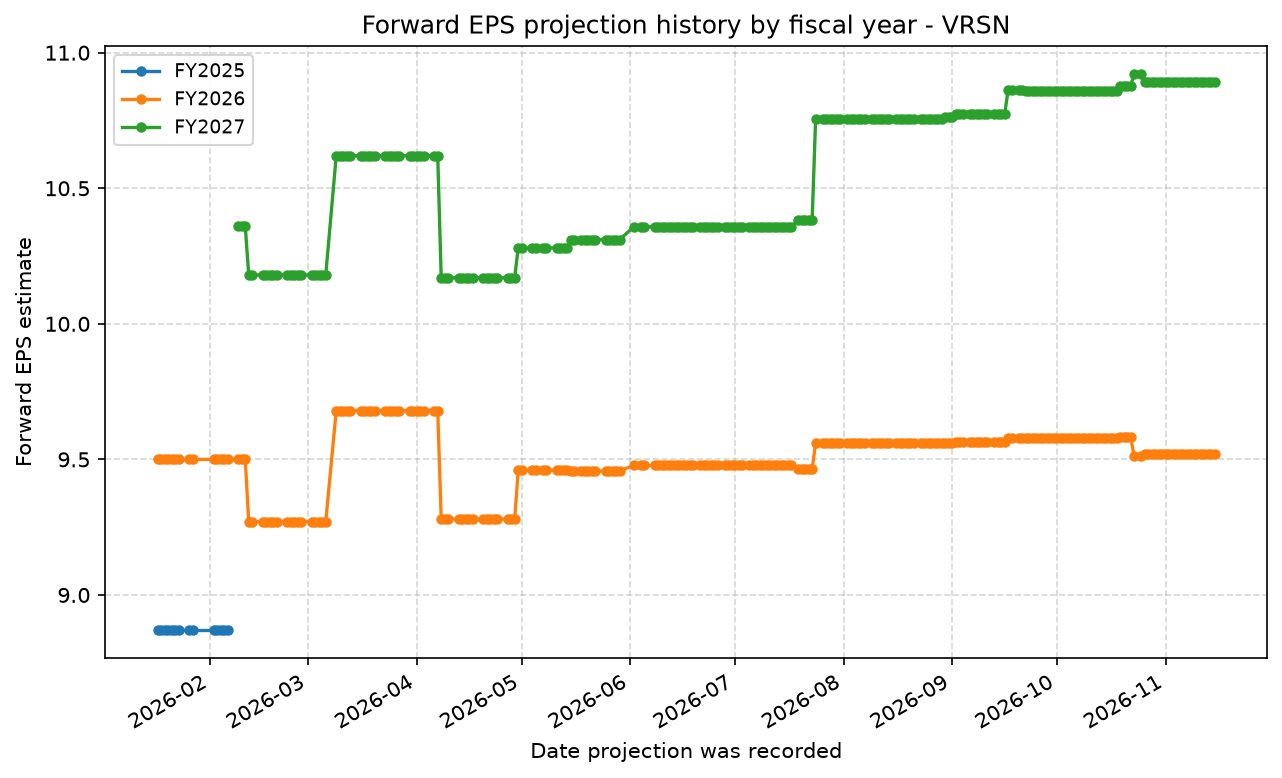 Forward EPS projection history by fiscal year - VRSN
11.0
10.5
10.0
9.5
9.0
Forward EPS estimate
FY2025
FY2026
FY2027
2026-02
2026-03
2026-04
2026-05
2026-06
2026-07
2026-08
2026-09
2026-10
2026-11
Date projection was recorded